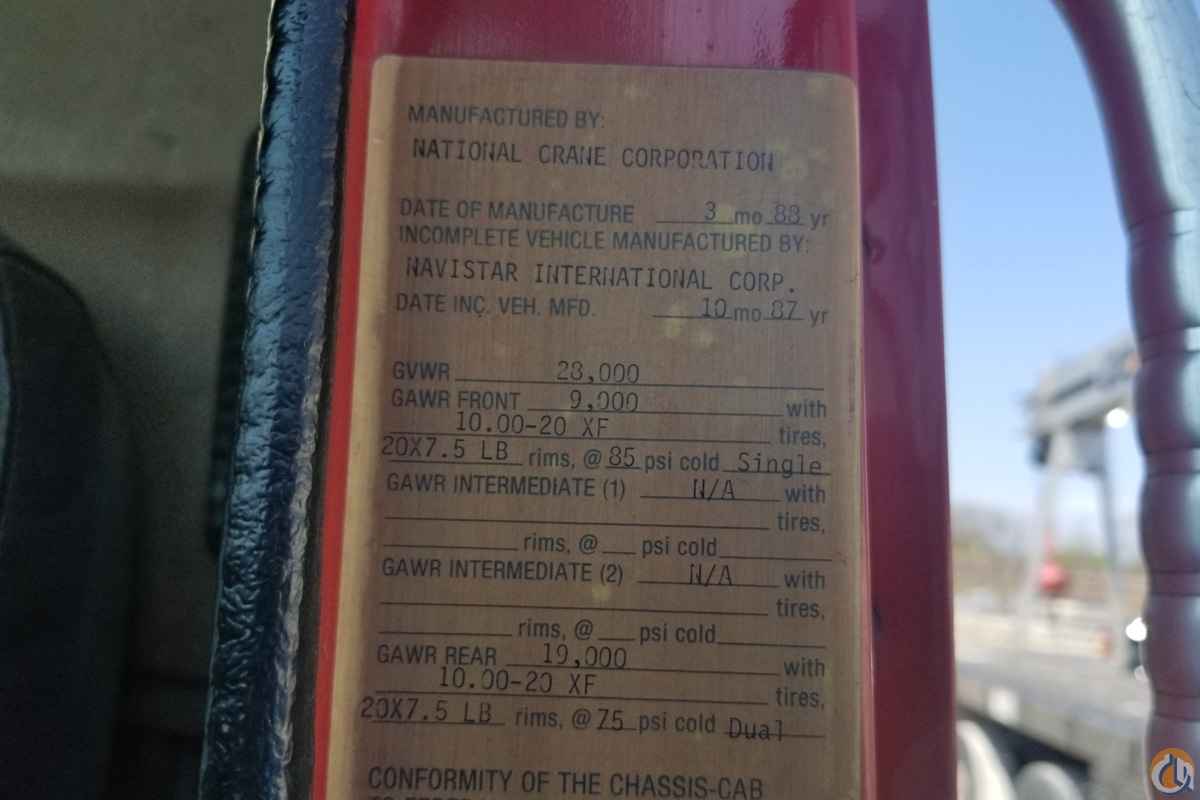 MANUFACTURED BY:
NATIONAL CRANE CORPORATION
DATE OF MANUFACTURE 3 mo 88 yr
INCOMPLETE VEHICLE MANUFACTURED BY:
NAVISTAR INTERNATIONAL CORP.
DATE INC. VEH. MFD. 10 mo 87 yr
GVWR 28,000
GAWR FRONT 9,000 with
10.00-20 XF tires,
20X7.5 LB rims, @ 85 psi cold Single
GAWR INTERMEDIATE (1) N/A with
tires,
rims, @ psi cold
GAWR INTERMEDIATE (2) N/A with
tires,
rims, @ psi cold
GAWR REAR 19,000 with
10.00-20 XF tires,
20X7.5 LB rims, @ 75 psi cold Dual
CONFORMITY OF THE CHASSIS-CAB